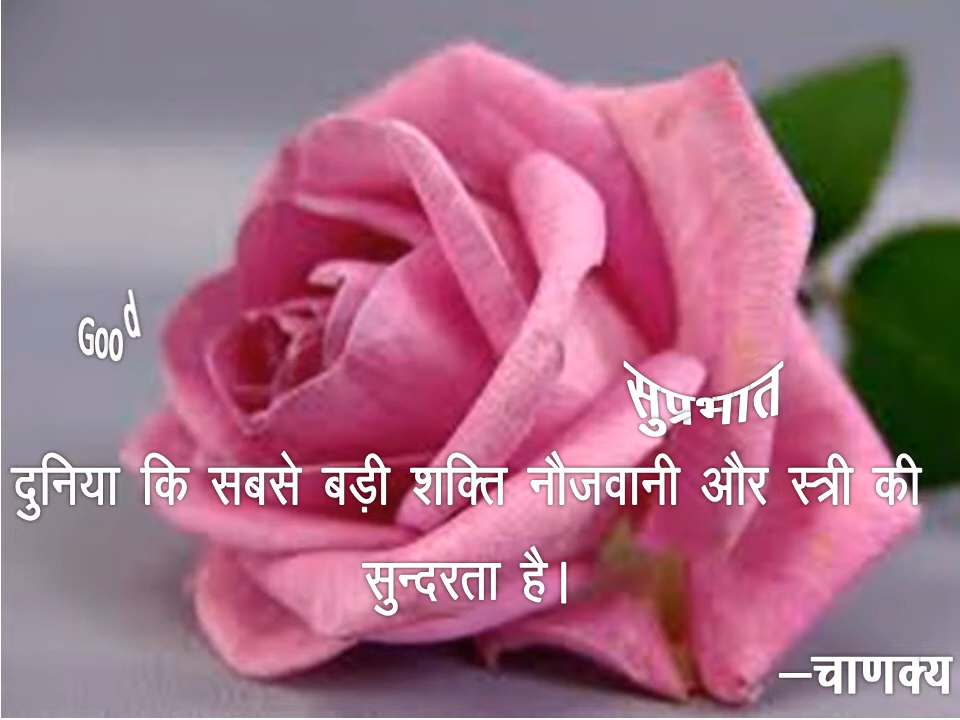 Good
सुप्रभात
दुनिया कि सबसे बड़ी शक्ति नौजवानी और स्त्री की
सुन्दरता है।
–चाणक्य